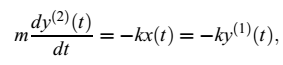 m dy⁽²⁾(t)/dt = −kx(t) = −ky⁽¹⁾(t),